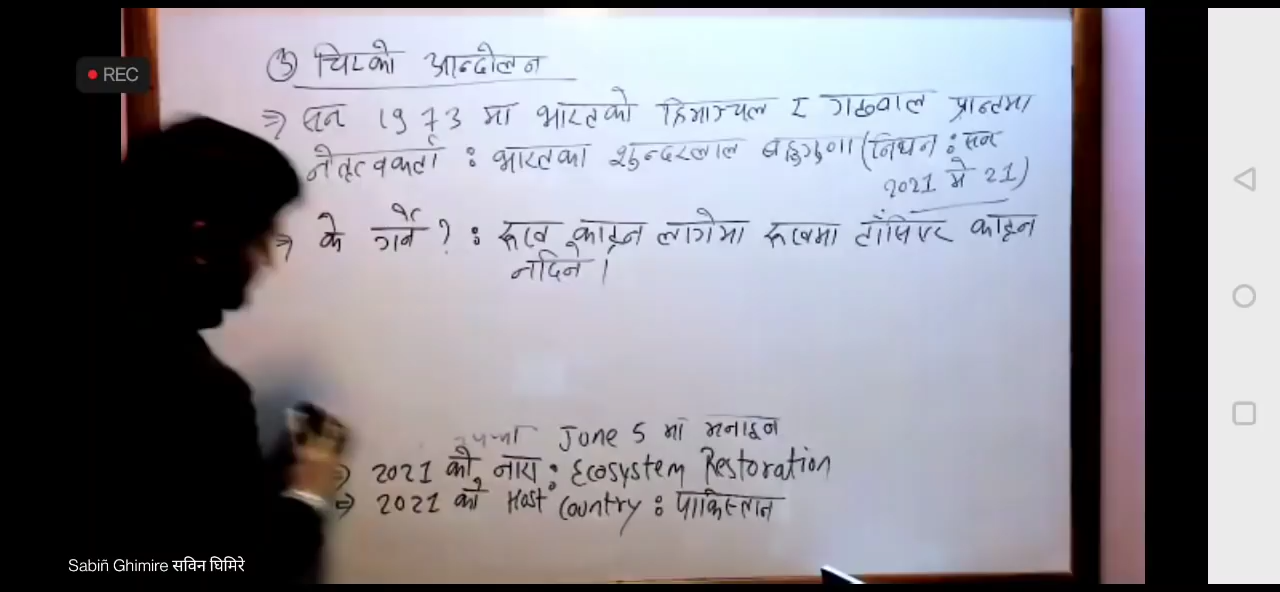 REC
③ चिपको आन्दोलन
⇒ सन 1973 मा भारतको हिमाञ्चल र गढवाल प्रान्तमा
नेतृत्वकर्ता : भारतका सुन्दरलाल बहुगुणा (निधन : सन
2021 मे 21)
⇒ के गर्ने ? : रूख काट्न लागेमा रूखमा टाँसिएर काट्न
नदिने ।
June 5 मा मनाइन
⇒ 2021 को नारा : Ecosystem Restoration
⇒ 2021 को Host Country : पाकिस्तान
Sabiñ Ghimire सविन घिमिरे